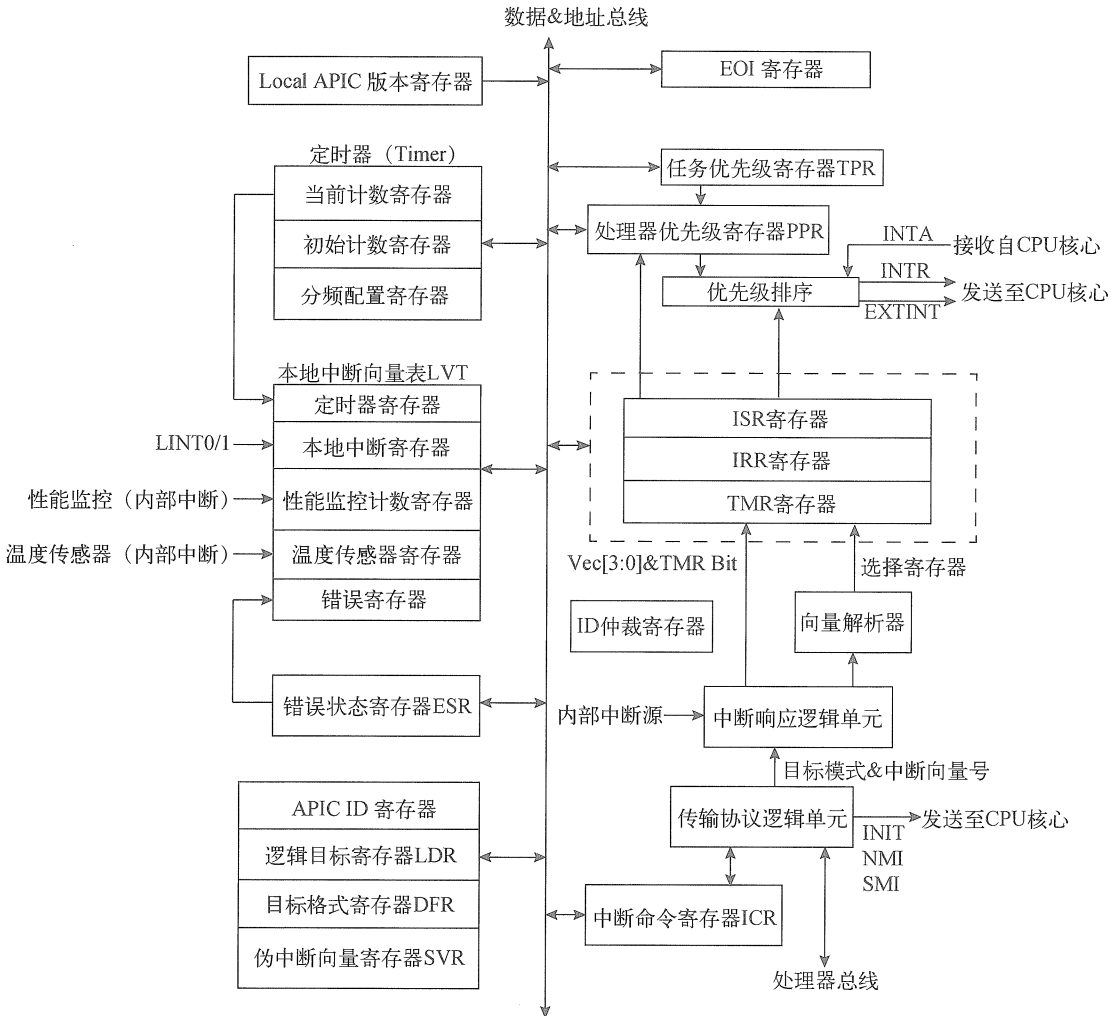 数据&地址总线
Local APIC 版本寄存器
EOI 寄存器
定时器（Timer）
当前计数寄存器
初始计数寄存器
分频配置寄存器
任务优先级寄存器TPR
处理器优先级寄存器PPR
INTA
接收自CPU核心
优先级排序
INTR
发送至CPU核心
EXTINT
本地中断向量表LVT
定时器寄存器
LINT0/1
本地中断寄存器
性能监控（内部中断）
性能监控计数寄存器
温度传感器（内部中断）
温度传感器寄存器
错误寄存器
ISR寄存器
IRR寄存器
TMR寄存器
Vec[3:0]&TMR Bit
选择寄存器
ID仲裁寄存器
向量解析器
错误状态寄存器ESR
内部中断源
中断响应逻辑单元
目标模式&中断向量号
APIC ID 寄存器
逻辑目标寄存器LDR
目标格式寄存器DFR
伪中断向量寄存器SVR
传输协议逻辑单元
发送至CPU核心
INIT
NMI
SMI
中断命令寄存器ICR
处理器总线